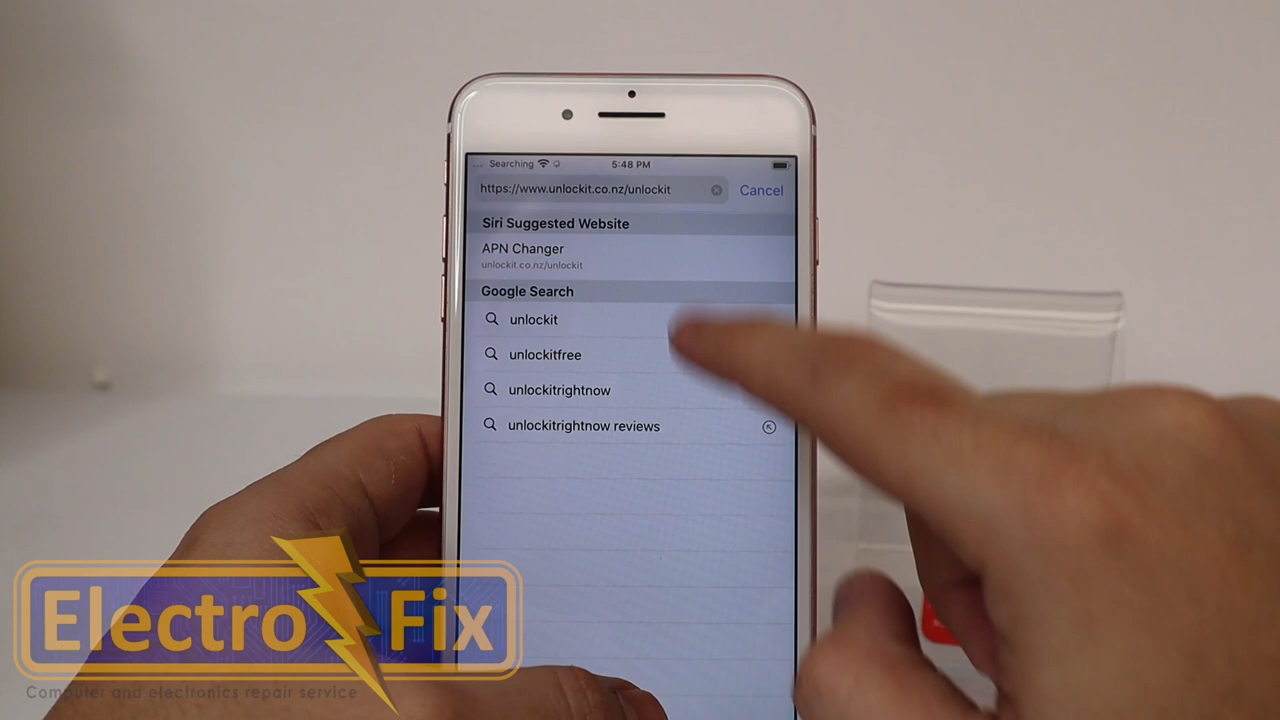 Searching
5:48 PM
https://www.unlockit.co.nz/unlockit
Cancel
Siri Suggested Website
APN Changer
unlockit.co.nz/unlockit
Google Search
unlockit
unlockitfree
unlockitrightnow
unlockitrightnow reviews
Electro Fix
Computer and electronics repair service